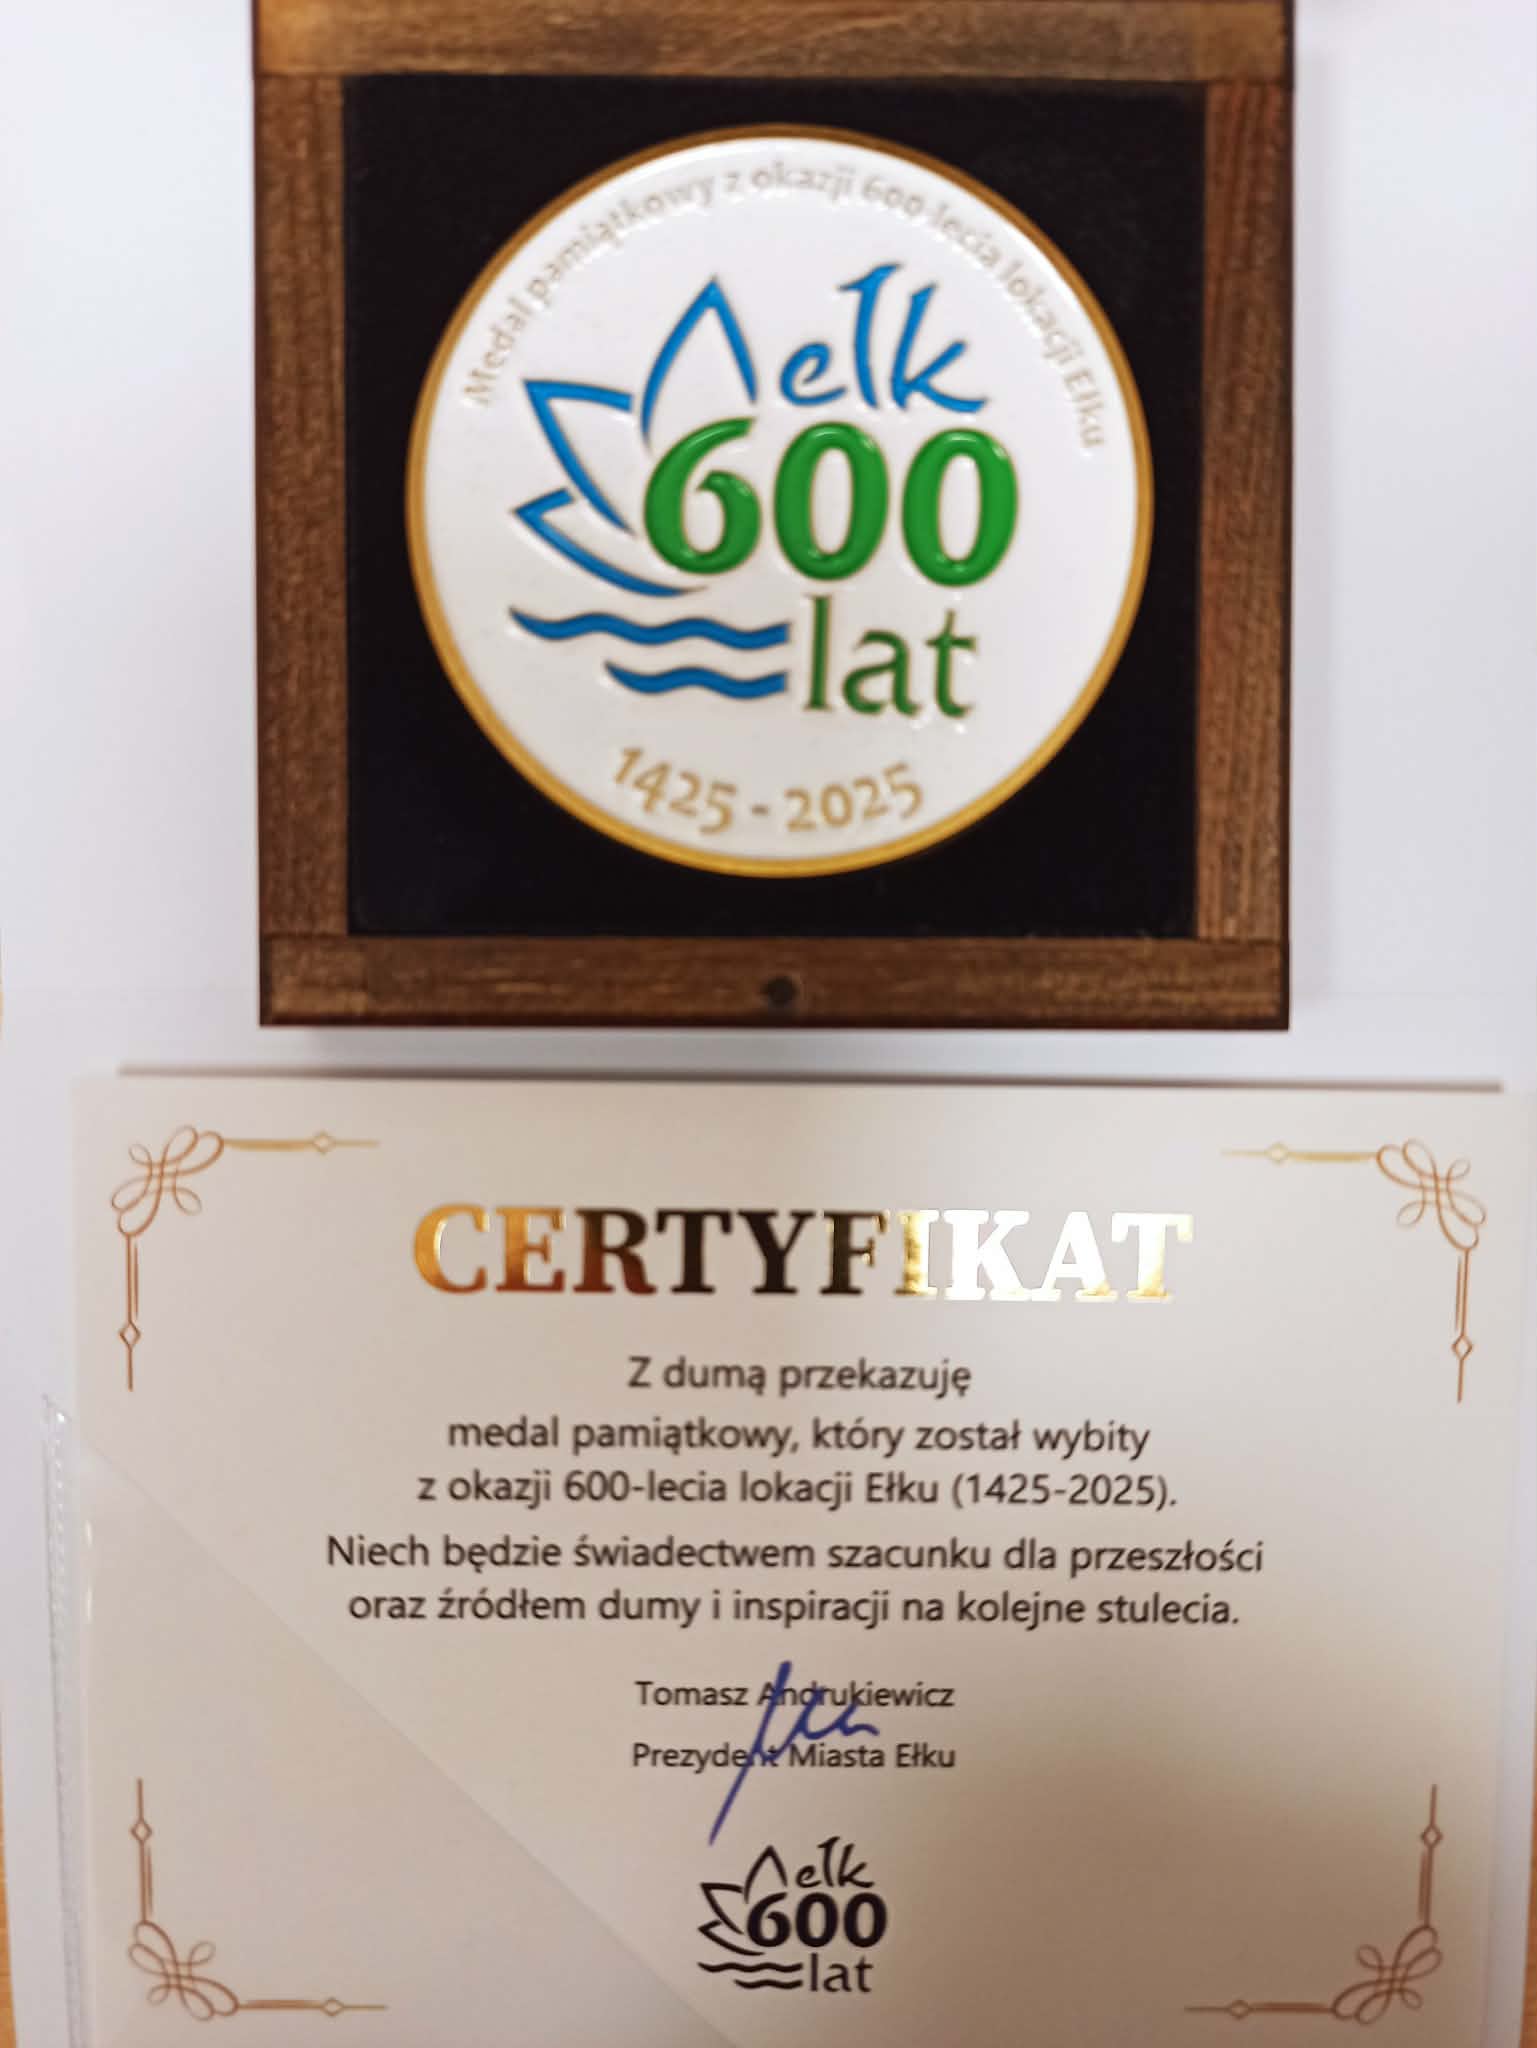 Medal pamiątkowy z okazji 600-lecia lokacji Ełku
ełk
600
lat
1425 - 2025
CERTYFIKAT
Z dumą przekazuję
medal pamiątkowy, który został wybity
z okazji 600-lecia lokacji Ełku (1425-2025).
Niech będzie świadectwem szacunku dla przeszłości
oraz źródłem dumy i inspiracji na kolejne stulecia.
Tomasz Andrukiewicz
Prezydent Miasta Ełku
ełk
600
lat